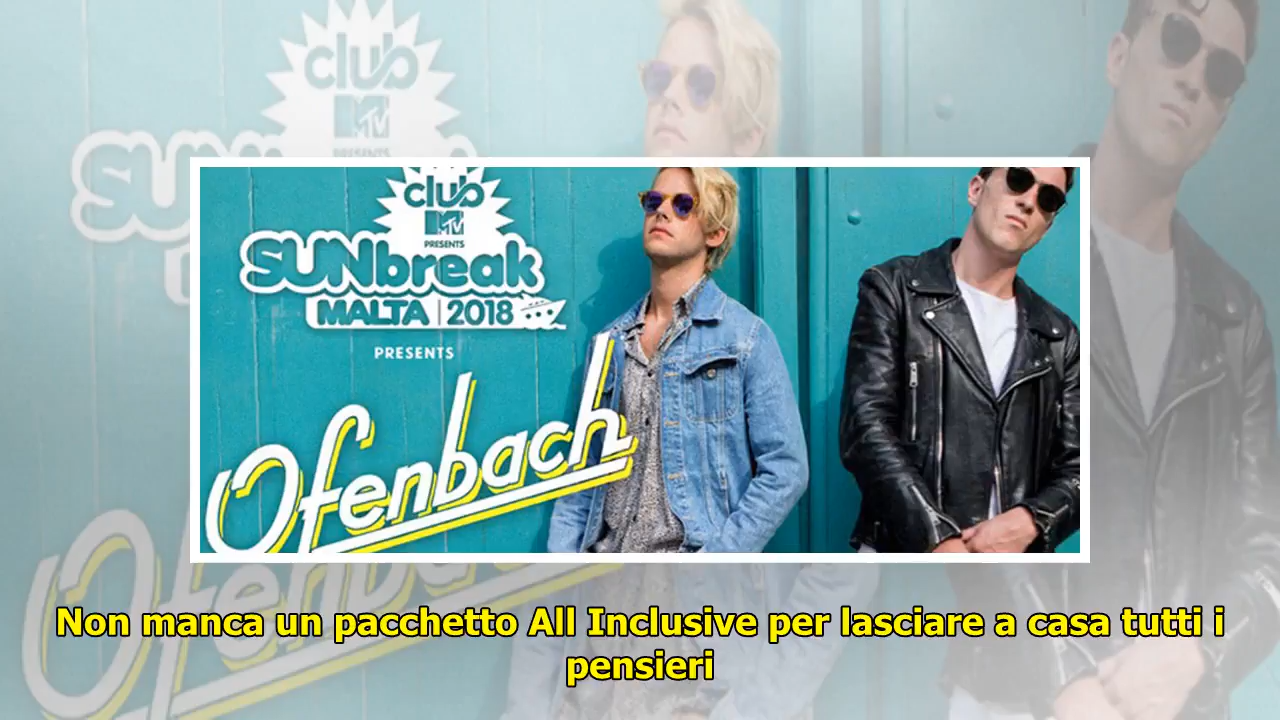 club
MTV
PRESENTS
SUNbreak
MALTA | 2018
PRESENTS
Ofenbach
Non manca un pacchetto All Inclusive per lasciare a casa tutti i
pensieri